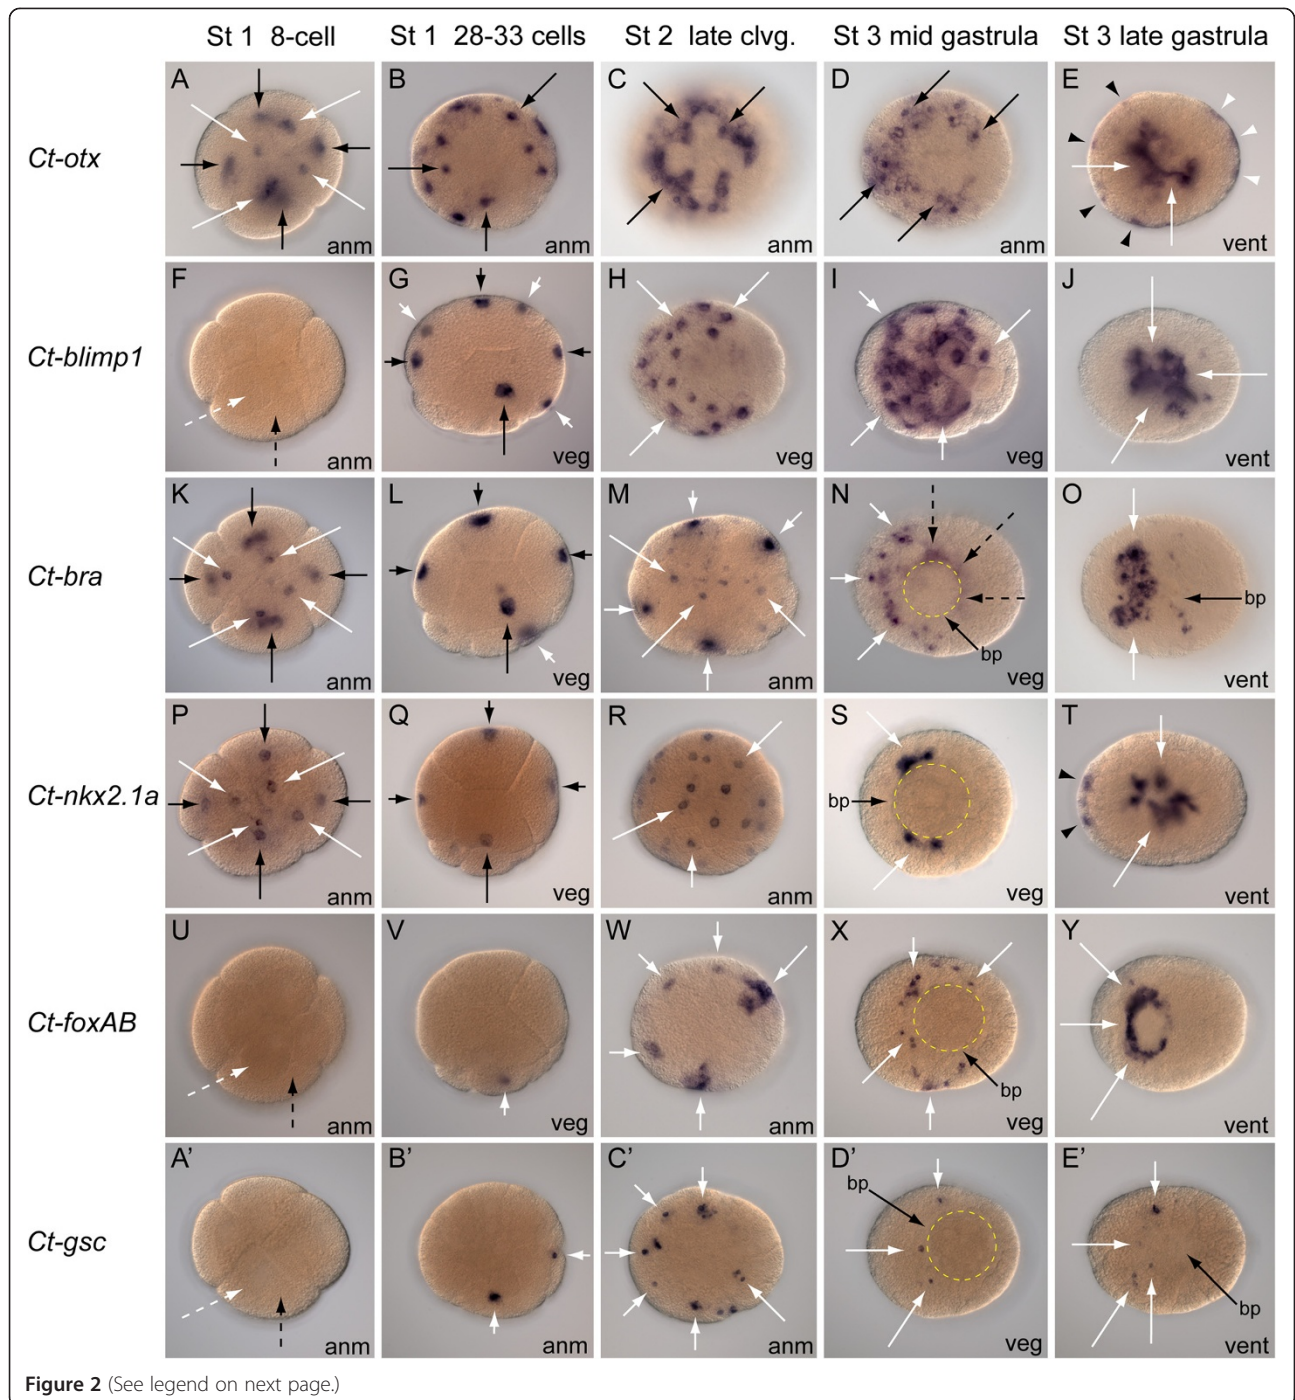 St 1 8-cell St 1 28-33 cells St 2 late clvg. St 3 mid gastrula St 3 late gastrula
Ct-otx
A anm B anm C anm D anm E vent
Ct-blimp1
F anm G veg H veg I veg J vent
Ct-bra
K anm L veg M anm N bp veg O bp vent
Ct-nkx2.1a
P anm Q veg R anm S bp veg T vent
Ct-foxAB
U anm V veg W anm X bp veg Y vent
Ct-gsc
A' anm B' anm C' anm D' bp veg E' bp vent
Figure 2 (See legend on next page.)